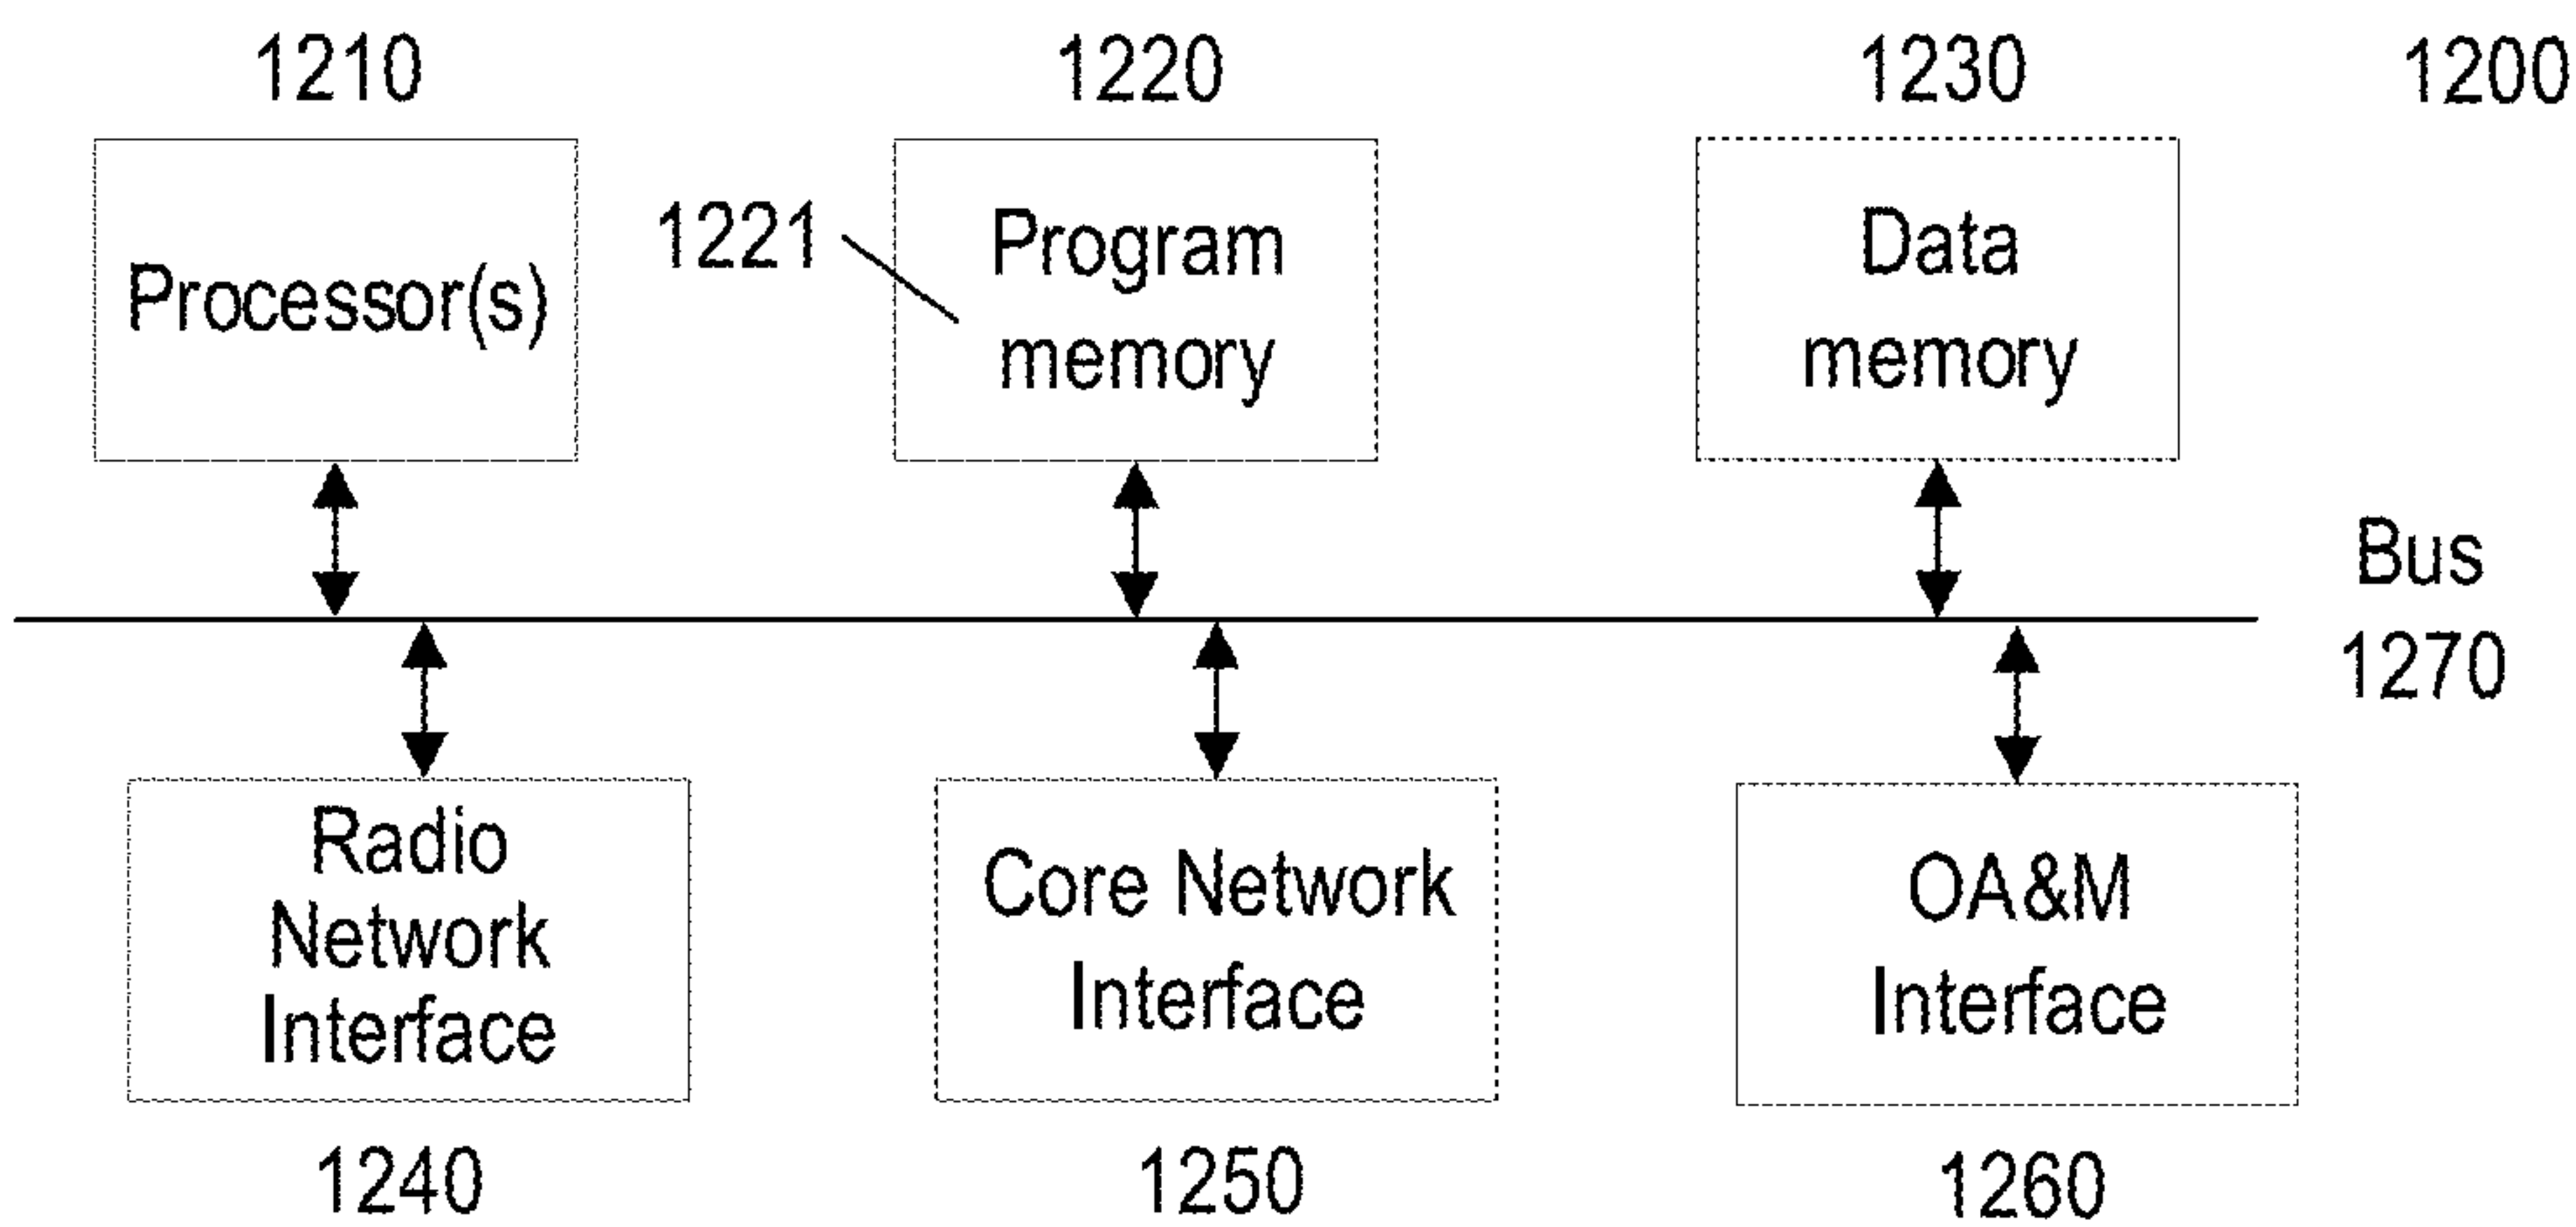 1210
1220
1230
1200
Processor(s)
1221
Program
memory
Data
memory
Bus
1270
Radio
Network
Interface
Core Network
Interface
OA&M
Interface
1240
1250
1260